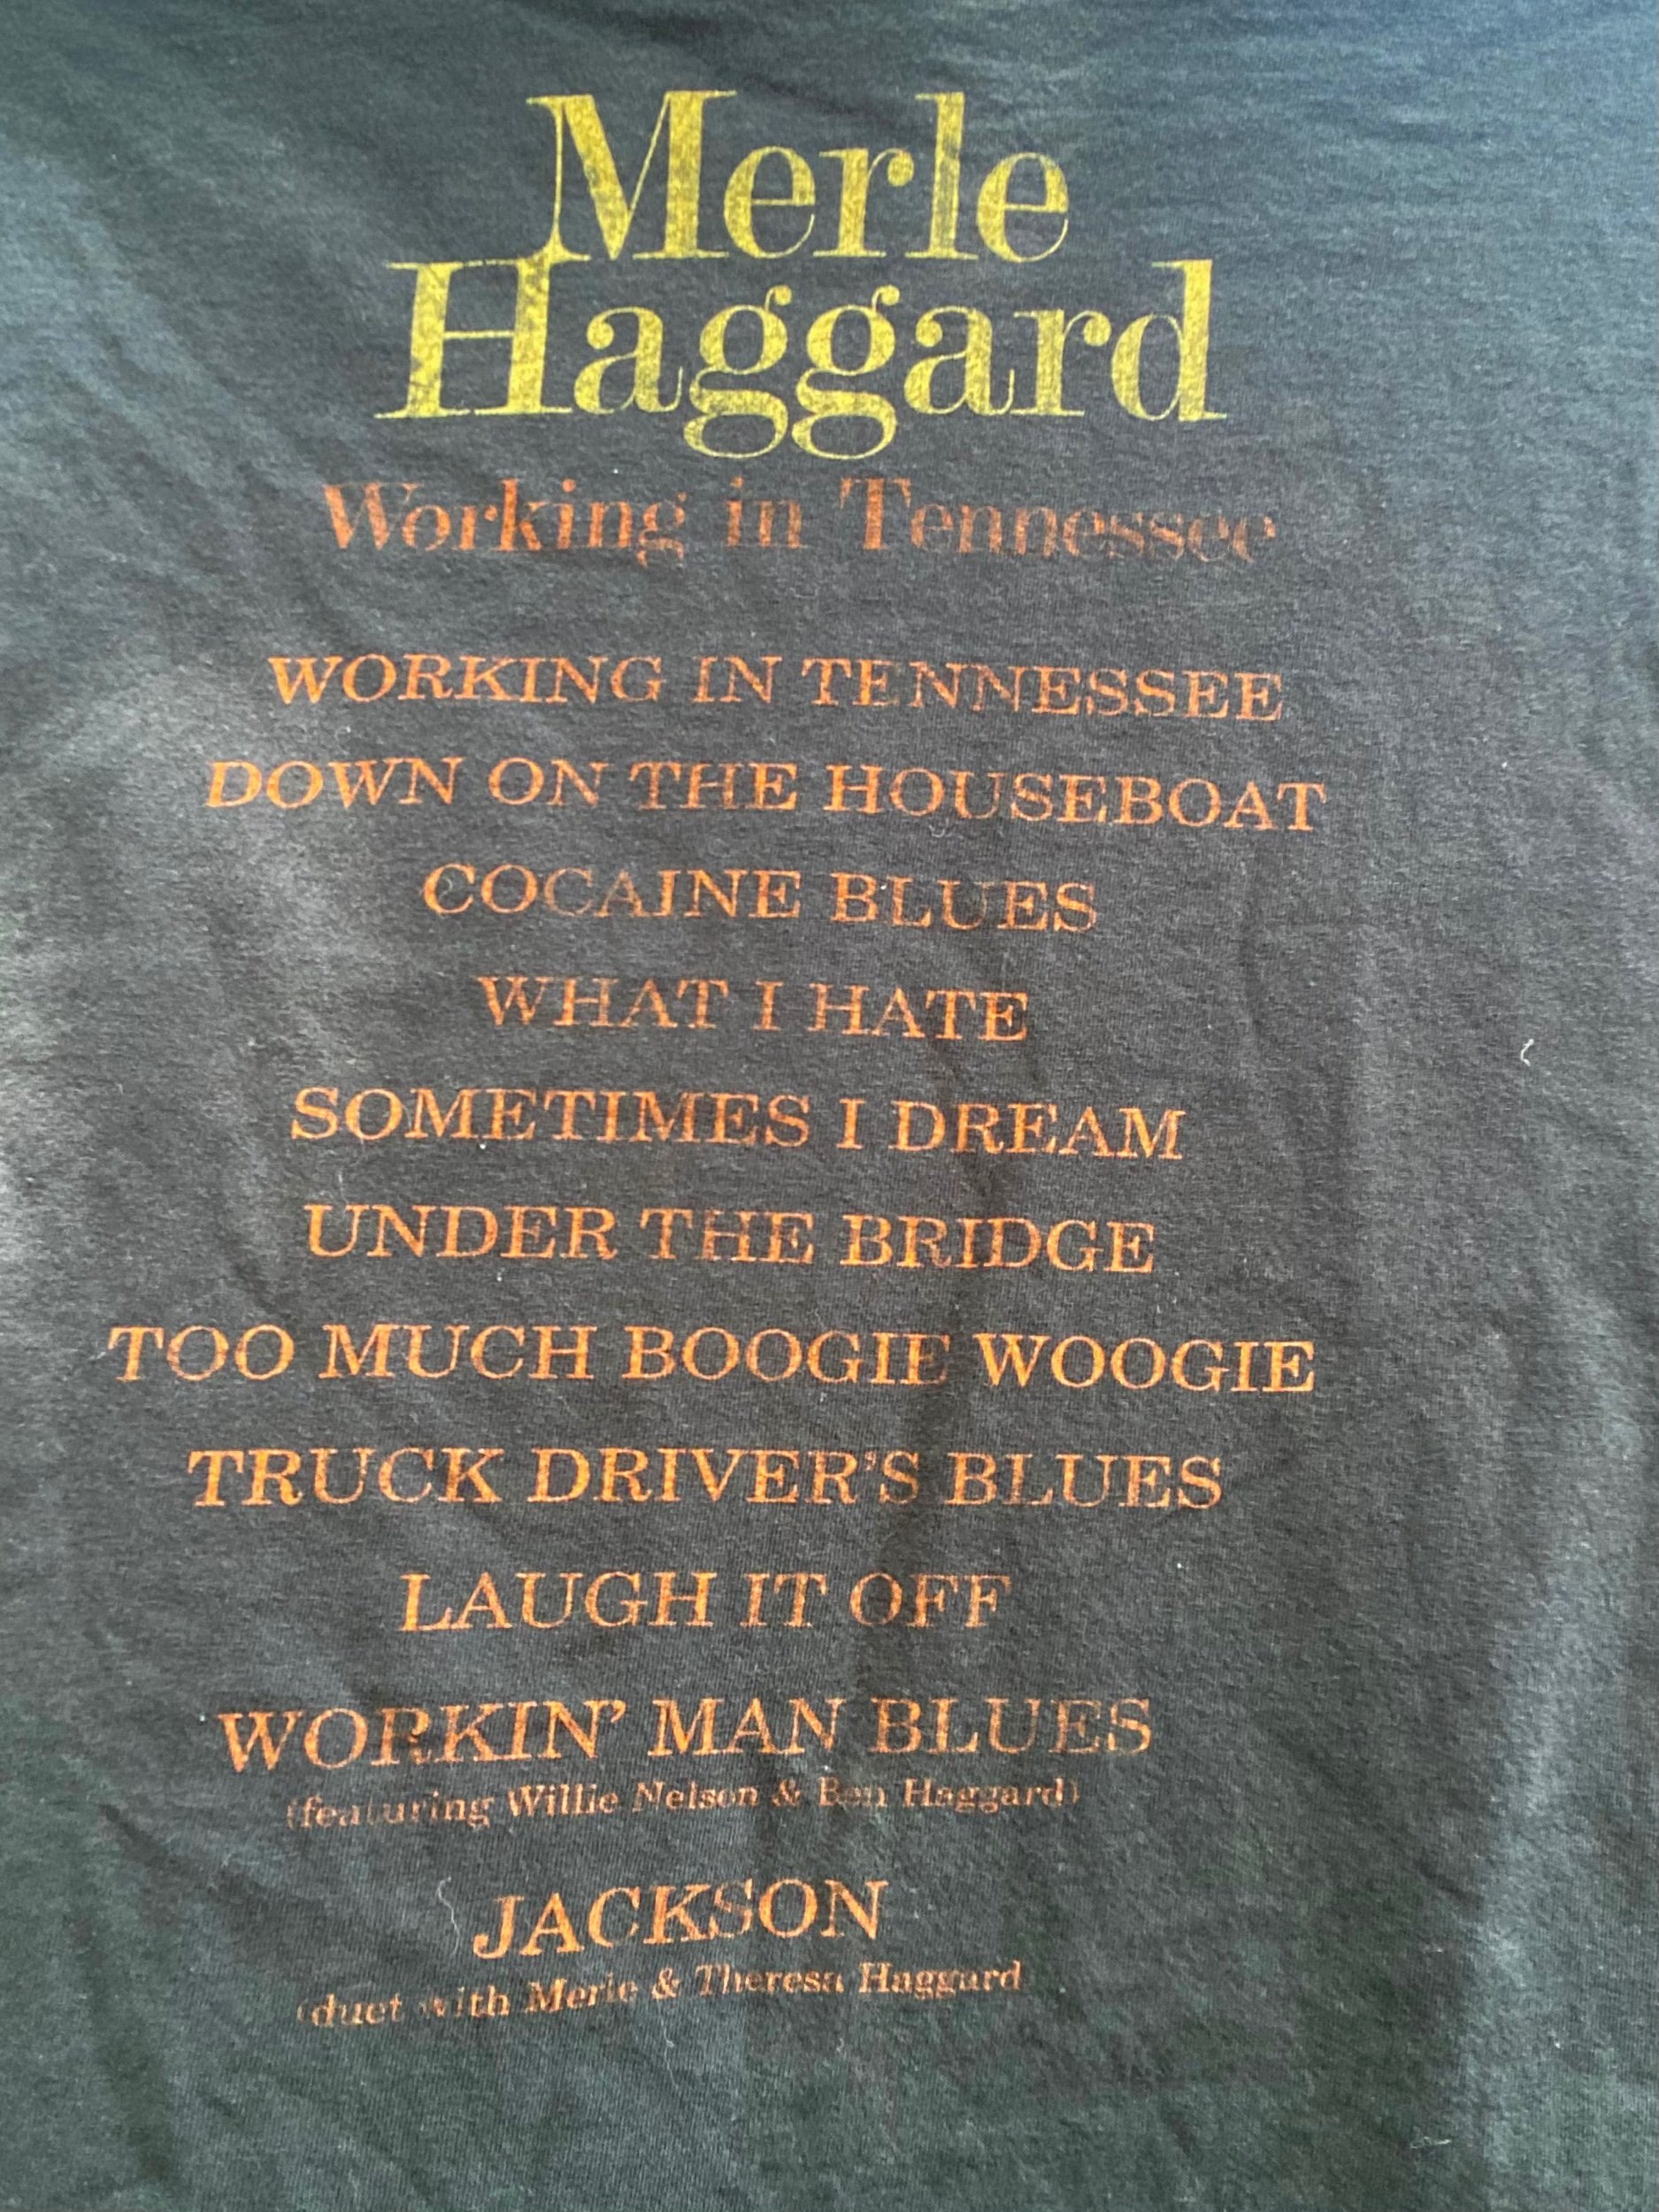 Merle
Haggard
Working in Tennessee
WORKING IN TENNESSEE
DOWN ON THE HOUSEBOAT
COCAINE BLUES
WHAT I HATE
SOMETIMES I DREAM
UNDER THE BRIDGE
TOO MUCH BOOGIE WOOGIE
TRUCK DRIVER'S BLUES
LAUGH IT OFF
WORKIN' MAN BLUES
(featuring Willie Nelson & Ben Haggard)
JACKSON
(duet with Merle & Theresa Haggard